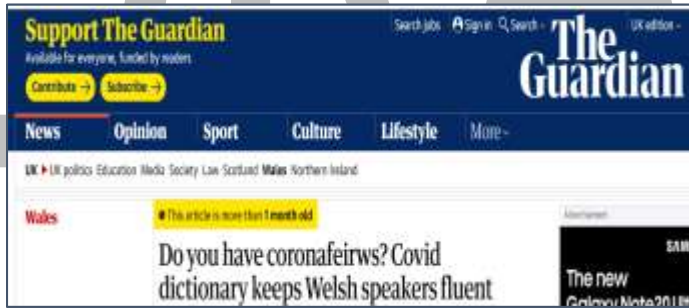 Support The Guardian
Available for everyone, funded by readers
Contribute → Subscribe →
Search jobs Sign in Search
The Guardian
UK edition
News Opinion Sport Culture Lifestyle More
UK UK politics Education Media Society Law Scotland Wales Northern Ireland
Wales
This article is more than 1 month old
Do you have coronafeirws? Covid
dictionary keeps Welsh speakers fluent
Advertisement
The new
Galaxy Note20